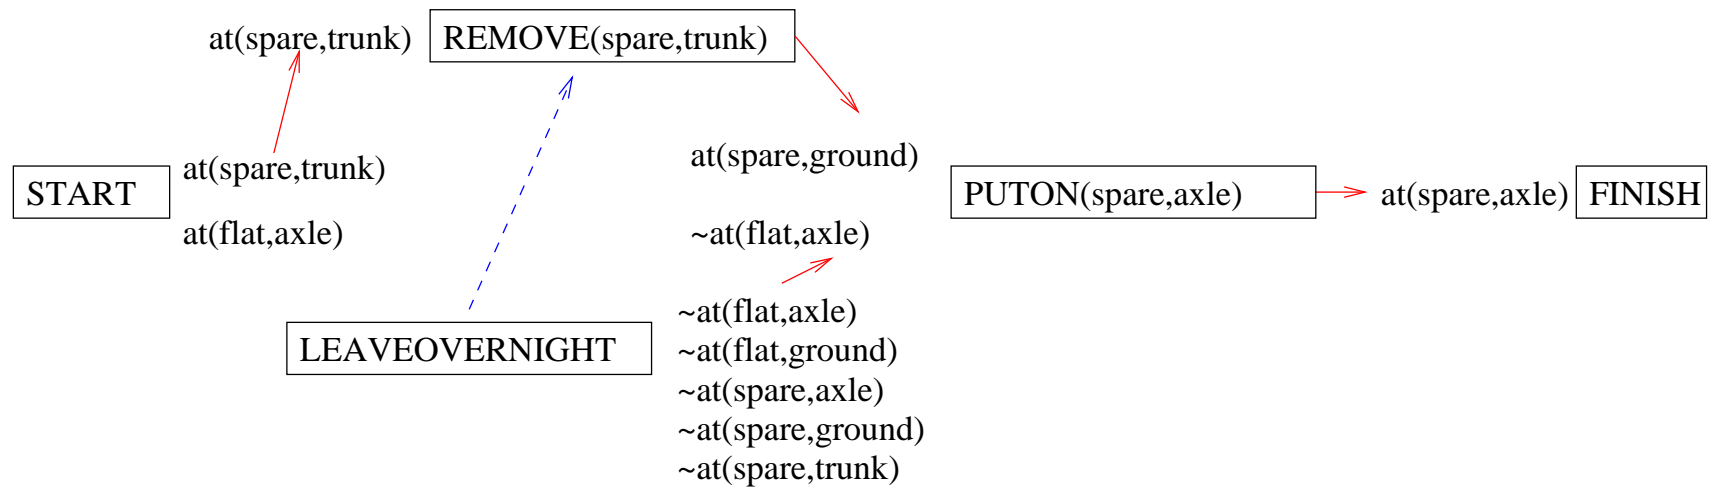 at(spare,trunk) REMOVE(spare,trunk)
at(spare,trunk)
START
at(flat,axle)
at(spare,ground)
~at(flat,axle)
PUTON(spare,axle)
at(spare,axle) FINISH
LEAVEOVERNIGHT
~at(flat,axle)
~at(flat,ground)
~at(spare,axle)
~at(spare,ground)
~at(spare,trunk)